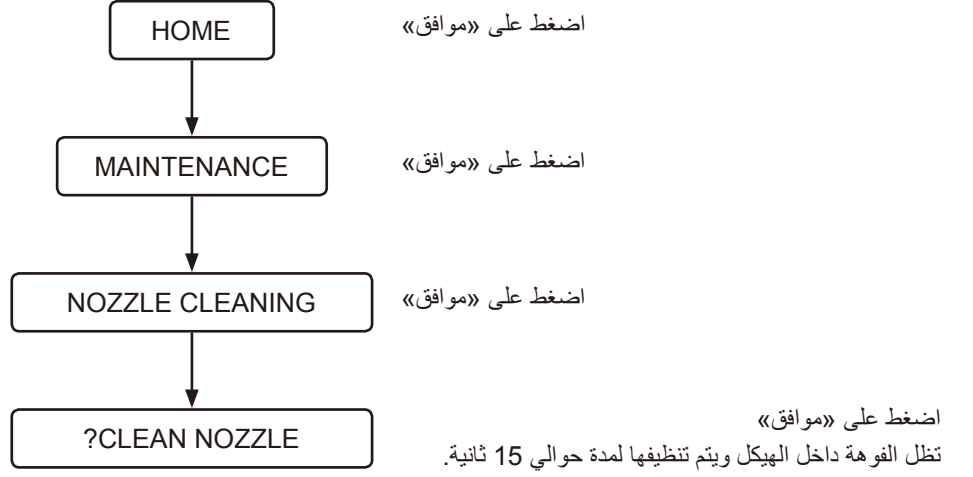 HOME
اضغط على «موافق»
MAINTENANCE
اضغط على «موافق»
NOZZLE CLEANING
اضغط على «موافق»
?CLEAN NOZZLE
اضغط على «موافق»
تظل الفوهة داخل الهيكل ويتم تنظيفها لمدة حوالي 15 ثانية.